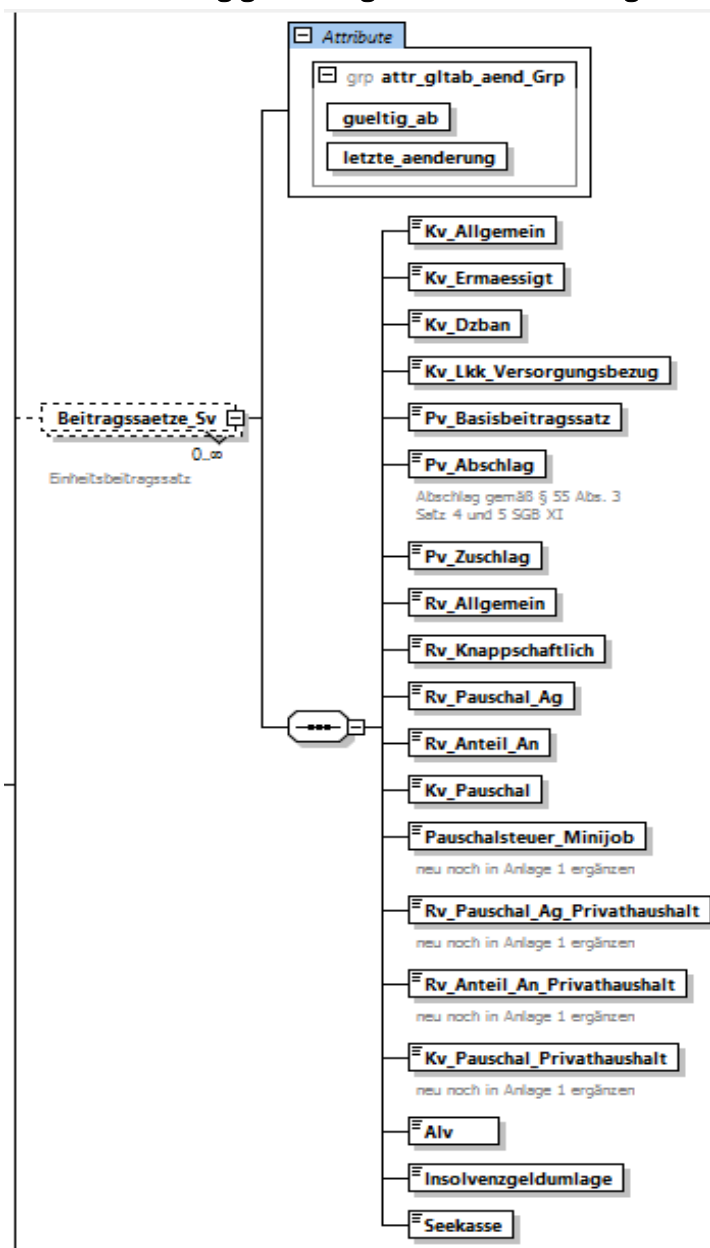 Attribute
grp attr_gltab_aend_Grp
gueltig_ab
letzte_aenderung
Kv_Allgemein
Kv_Ermaessigt
Kv_Dzban
Kv_Lkk_Versorgungsbezug
Beitragssaetze_Sv
0..∞
Einheitsbeitragssatz
Pv_Basisbeitragssatz
Pv_Abschlag
Abschlag gemäß § 55 Abs. 3
Satz 4 und 5 SGB XI
Pv_Zuschlag
Rv_Allgemein
Rv_Knappschaftlich
Rv_Pauschal_Ag
Rv_Anteil_An
Kv_Pauschal
Pauschalsteuer_Minijob
neu noch in Anlage 1 ergänzen
Rv_Pauschal_Ag_Privathaushalt
neu noch in Anlage 1 ergänzen
Rv_Anteil_An_Privathaushalt
neu noch in Anlage 1 ergänzen
Kv_Pauschal_Privathaushalt
neu noch in Anlage 1 ergänzen
Alv
Insolvenzgeldumlage
Seekasse